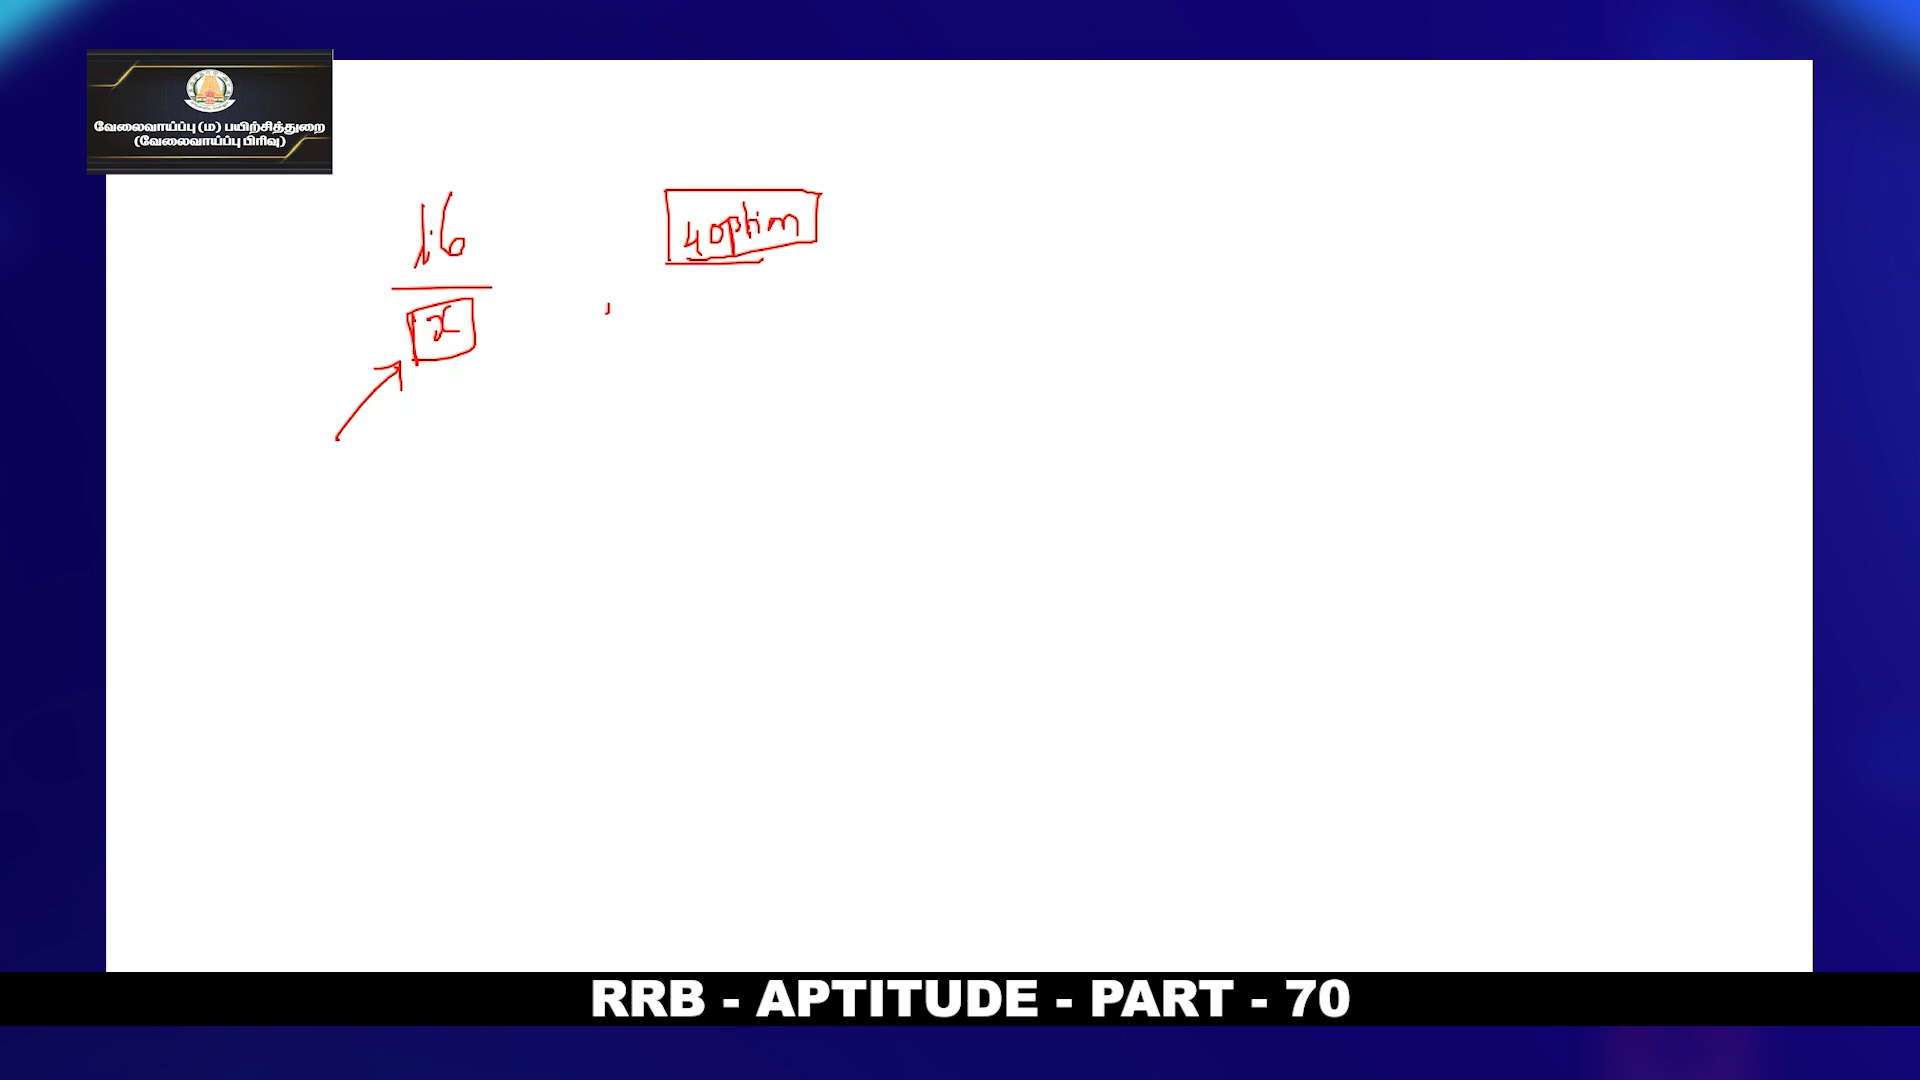 வேலைவாய்ப்பு (ம) பயிற்சித்துறை
(வேலைவாய்ப்பு பிரிவு)
1.6
x
4 option
RRB - APTITUDE - PART - 70